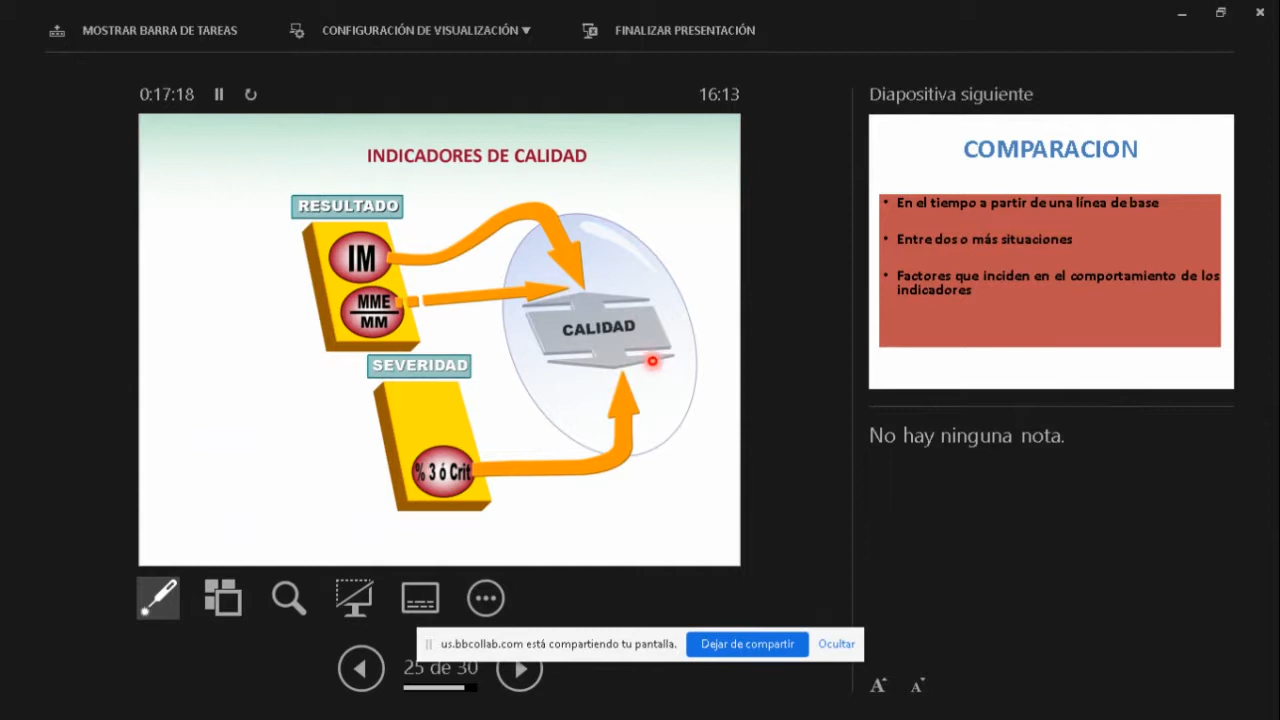 MOSTRAR BARRA DE TAREAS
CONFIGURACIÓN DE VISUALIZACIÓN
FINALIZAR PRESENTACIÓN
0:17:18
16:13
INDICADORES DE CALIDAD
RESULTADO
IM
MME
MM
CALIDAD
SEVERIDAD
% 3 ó Crit.
Diapositiva siguiente
COMPARACION
• En el tiempo a partir de una línea de base
• Entre dos o más situaciones
• Factores que inciden en el comportamiento de los
indicadores
No hay ninguna nota.
us.bbcollab.com está compartiendo tu pantalla.
Dejar de compartir
Ocultar
25 de 30
A A